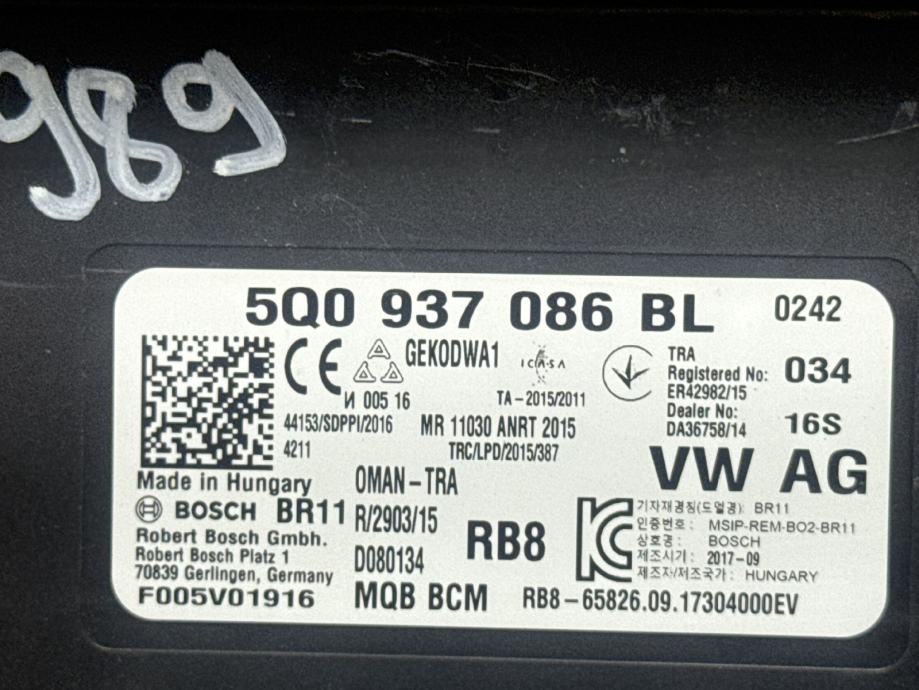 989
5Q0 937 086 BL 0242
CE GEKODWA1 ICASA
И 005 16 TA-2015/2011
44153/SDPPI/2016 MR 11030 ANRT 2015
4211 TRC/LPD/2015/387
TRA
Registered No: 034
ER42982/15
Dealer No: 16S
DA36758/14
VW AG
Made in Hungary OMAN-TRA
BOSCH BR11 R/2903/15
Robert Bosch Gmbh. D080134 RB8
Robert Bosch Platz 1
70839 Gerlingen, Germany
F005V01916 MQB BCM RB8-65826.09.17304000EV
기자재명칭(모델명): BR11
인증번호: MSIP-REM-BO2-BR11
상호명: BOSCH
제조시기: 2017-09
제조자/제조국가: HUNGARY